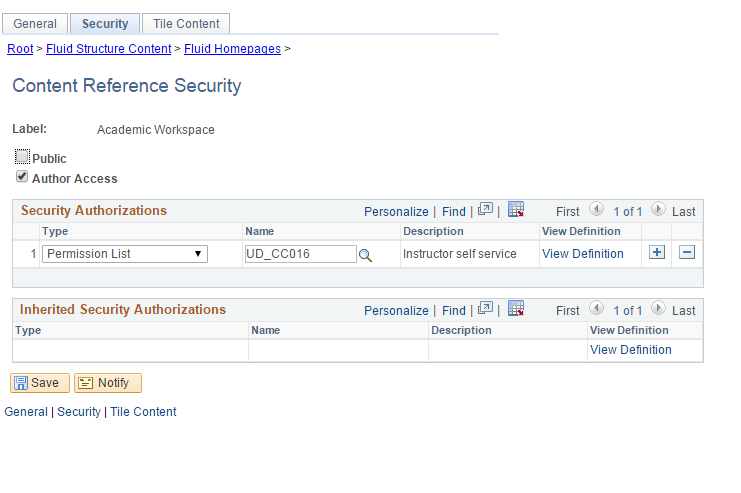 General Security Tile Content
Root > Fluid Structure Content > Fluid Homepages >
Content Reference Security
Label: Academic Workspace
Public
Author Access
Security Authorizations Personalize | Find | | First 1 of 1 Last
Type Name Description View Definition
1 Permission List UD_CC016 Instructor self service View Definition
Inherited Security Authorizations Personalize | Find | | First 1 of 1 Last
Type Name Description View Definition
View Definition
Save Notify
General | Security | Tile Content